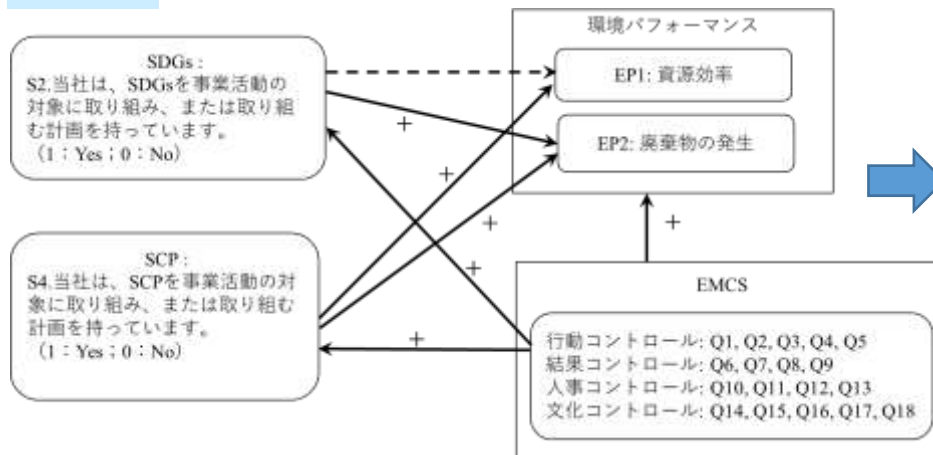 SDGs :
S2.当社は、SDGsを事業活動の
対象に取り組み、または取り組
む計画を持っています。
（1：Yes；0：No）
環境パフォーマンス
EP1: 資源効率
EP2: 廃棄物の発生
+
+
+
+
+
+
SCP :
S4.当社は、SCPを事業活動の対
象に取り組み、または取り組む
計画を持っています。
（1：Yes；0：No）
EMCS
行動コントロール: Q1, Q2, Q3, Q4, Q5
結果コントロール: Q6, Q7, Q8, Q9
人事コントロール: Q10, Q11, Q12, Q13
文化コントロール: Q14, Q15, Q16, Q17, Q18